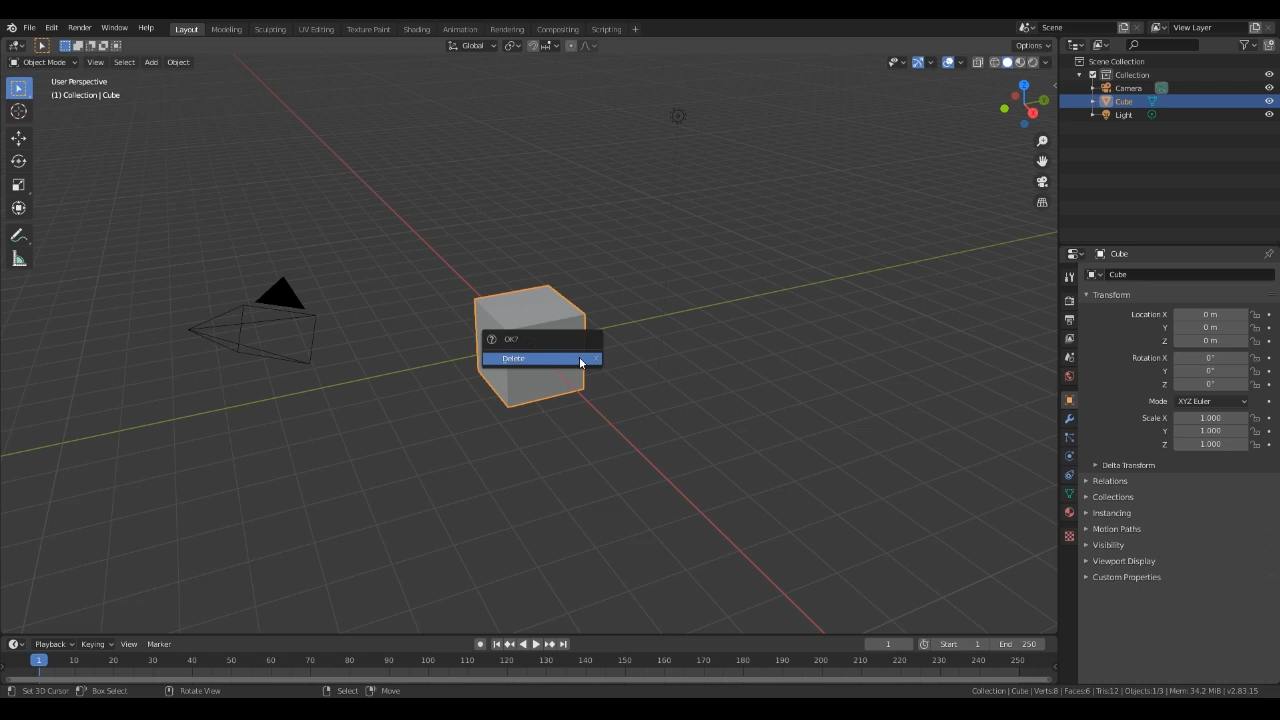 File Edit Render Window Help Layout Modeling Sculpting UV Editing Texture Paint Shading Animation Rendering Compositing Scripting + Scene View Layer
Global Options
Object Mode View Select Add Object
User Perspective
(1) Collection | Cube
Scene Collection
Collection
Camera
Cube
Light
Cube
Cube
Transform
Location X 0 m
Y 0 m
Z 0 m
Rotation X 0°
Y 0°
Z 0°
Mode XYZ Euler
Scale X 1.000
Y 1.000
Z 1.000
Delta Transform
Relations
Collections
Instancing
Motion Paths
Visibility
Viewport Display
Custom Properties
OK?
Delete X
Playback Keying View Marker 1 Start 1 End 250
1 10 20 30 40 50 60 70 80 90 100 110 120 130 140 150 160 170 180 190 200 210 220 230 240 250
Set 3D Cursor Box Select Rotate View Select Move Collection | Cube | Verts:8 | Faces:6 | Tris:12 | Objects:1/3 | Mem: 34.2 MiB | v2.83.15